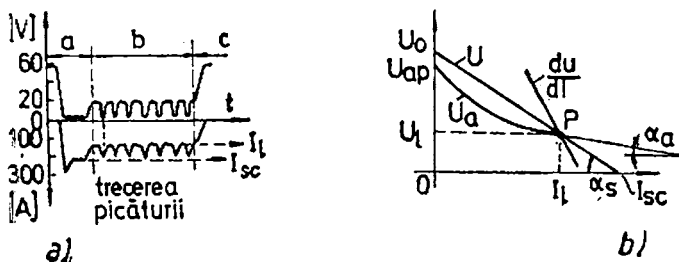 [V]
a
b
c
60
20
0
t
100
300
[A]
I_l
I_sc
trecerea
picăturii
a).
U_o
U
U_ap
U_a
U_l
0
du
dI
P
α_a
I_l
α_s
I_sc
b)